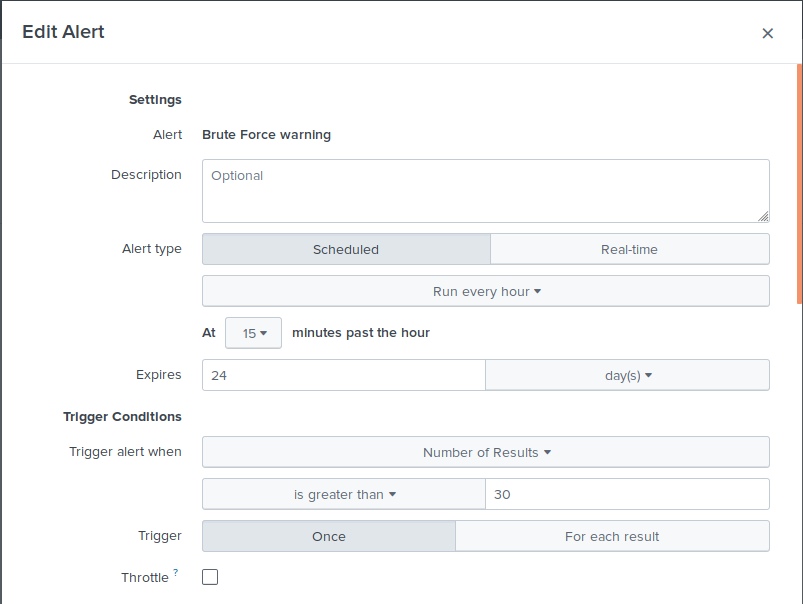 Edit Alert ×
Settings
Alert Brute Force warning
Description Optional
Alert type Scheduled Real-time
Run every hour
At 15 minutes past the hour
Expires 24 day(s)
Trigger Conditions
Trigger alert when Number of Results
is greater than 30
Trigger Once For each result
Throttle ?